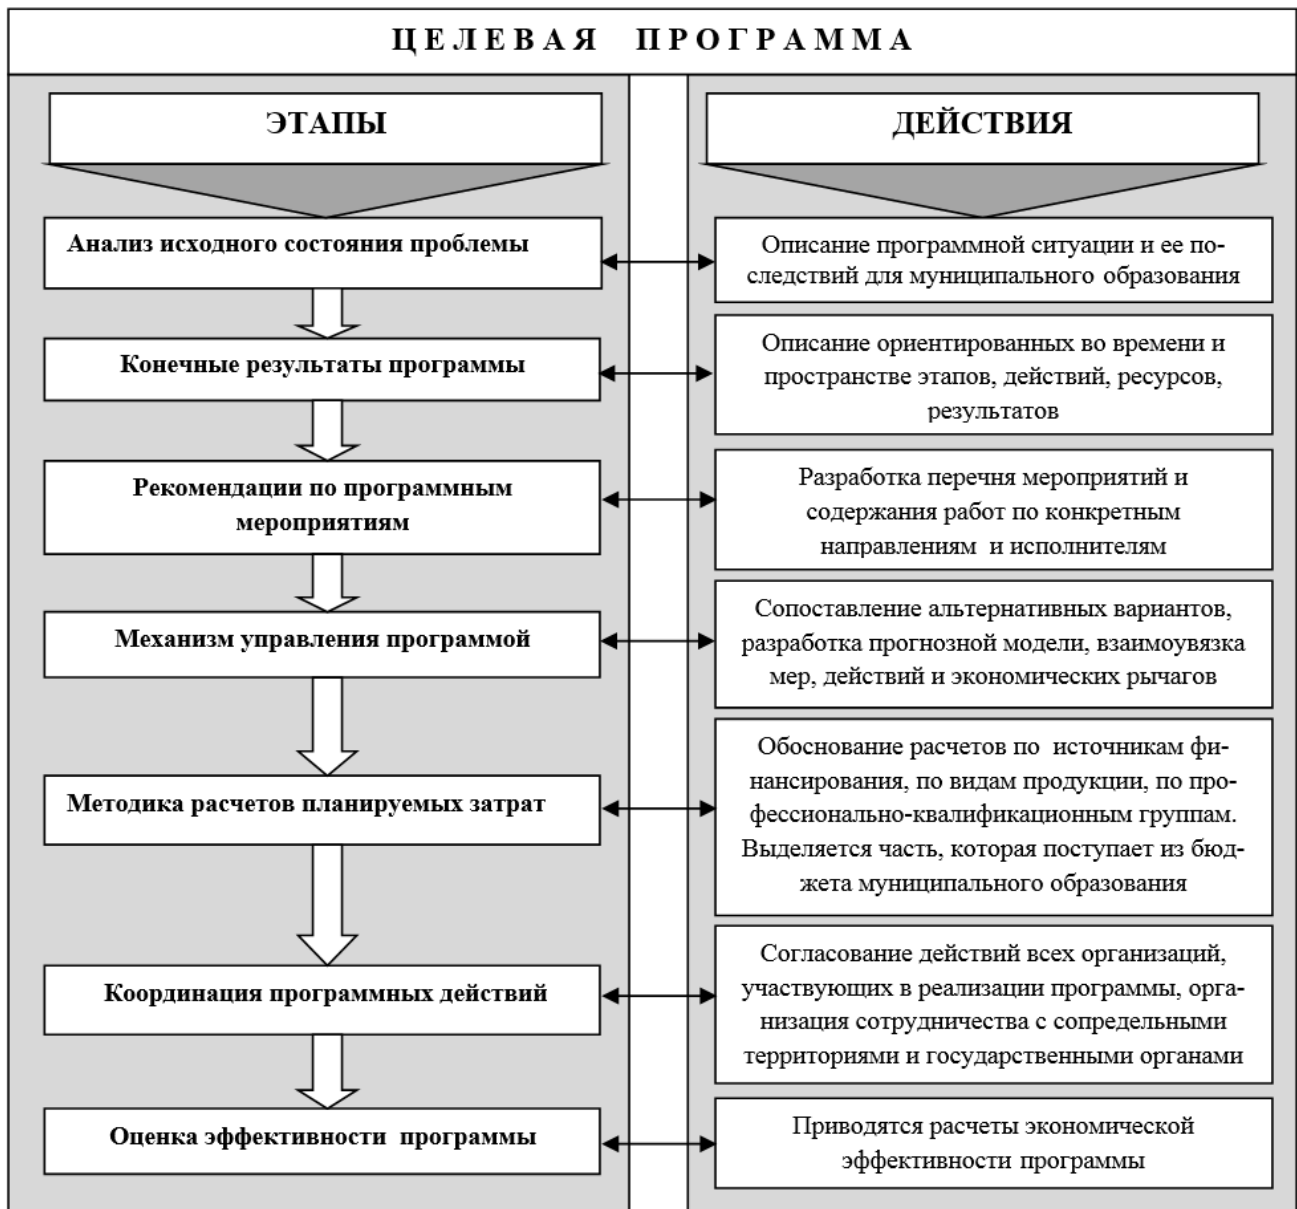 ЦЕЛЕВАЯ ПРОГРАММА
ЭТАПЫ
ДЕЙСТВИЯ
Анализ исходного состояния проблемы
Описание программной ситуации и ее по-
следствий для муниципального образования
Конечные результаты программы
Описание ориентированных во времени и
пространстве этапов, действий, ресурсов,
результатов
Рекомендации по программным
мероприятиям
Разработка перечня мероприятий и
содержания работ по конкретным
направлениям и исполнителям
Механизм управления программой
Сопоставление альтернативных вариантов,
разработка прогнозной модели, взаимоувязка
мер, действий и экономических рычагов
Методика расчетов планируемых затрат
Обоснование расчетов по источникам фи-
нансирования, по видам продукции, по про-
фессионально-квалификационным группам.
Выделяется часть, которая поступает из бюд-
жета муниципального образования
Координация программных действий
Согласование действий всех организаций,
участвующих в реализации программы, орга-
низация сотрудничества с сопредельными
территориями и государственными органами
Оценка эффективности программы
Приводятся расчеты экономической
эффективности программы